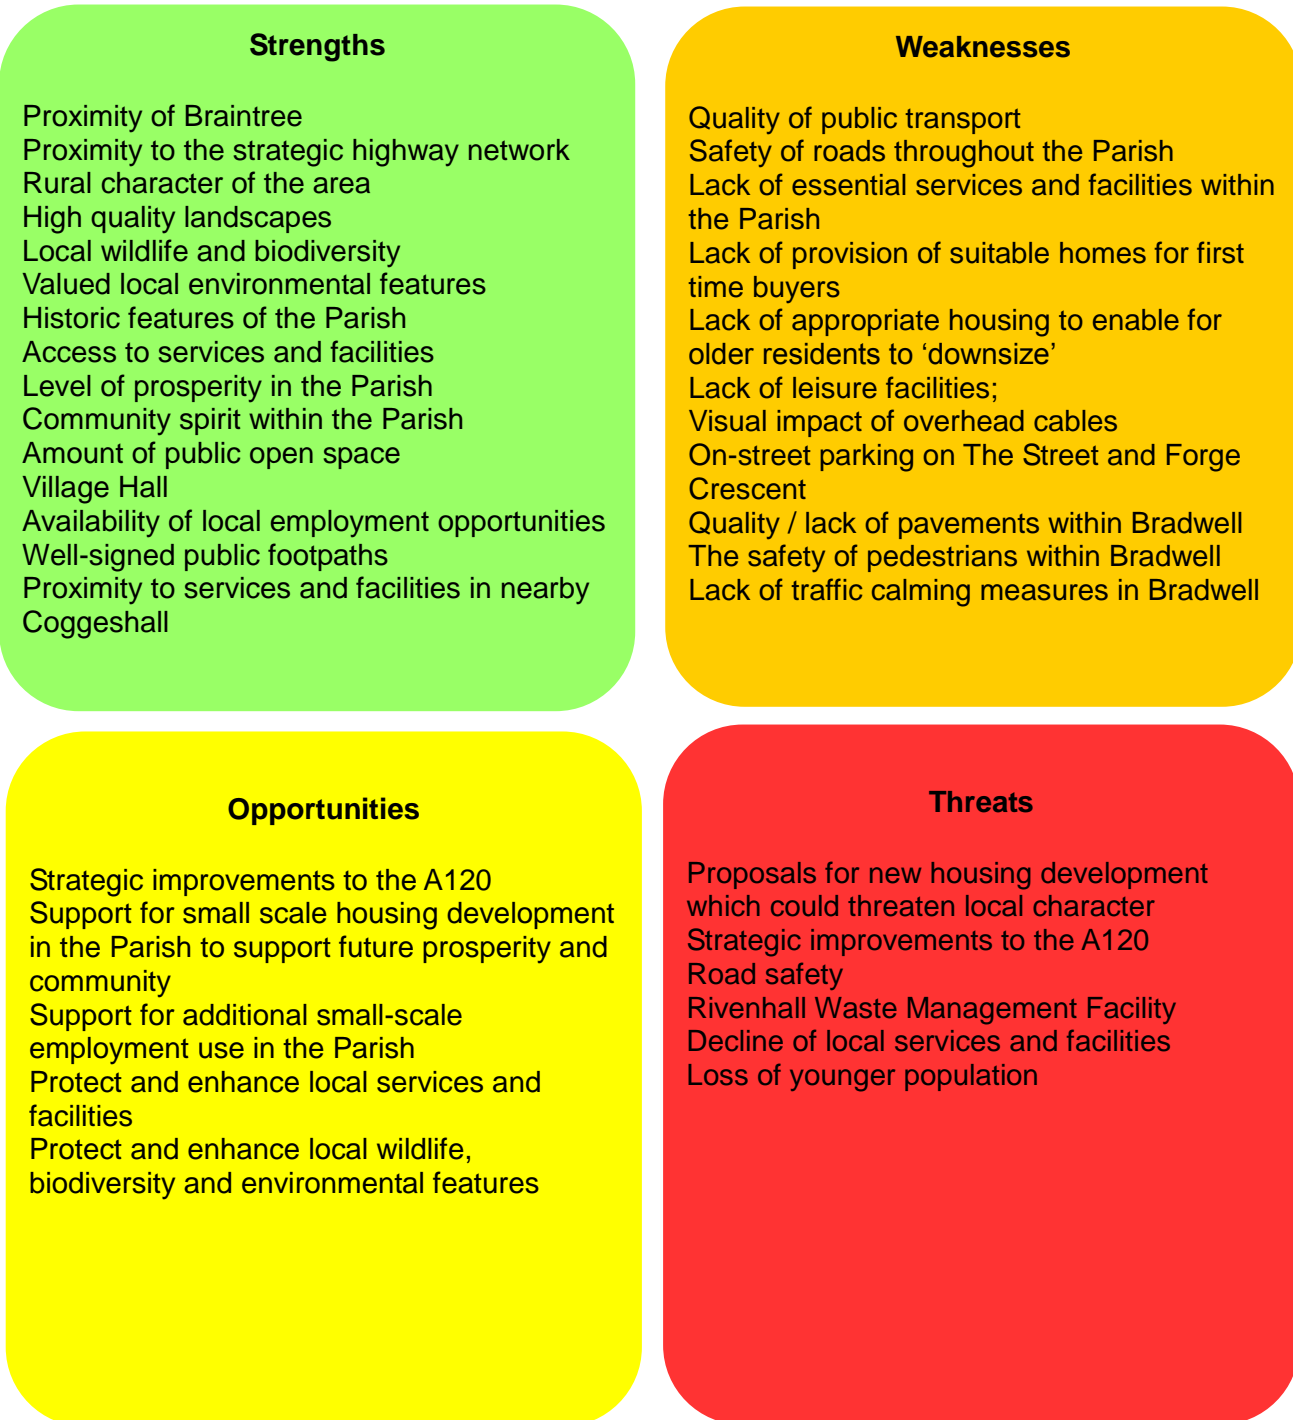 Strengths
Proximity of Braintree
Proximity to the strategic highway network
Rural character of the area
High quality landscapes
Local wildlife and biodiversity
Valued local environmental features
Historic features of the Parish
Access to services and facilities
Level of prosperity in the Parish
Community spirit within the Parish
Amount of public open space
Village Hall
Availability of local employment opportunities
Well-signed public footpaths
Proximity to services and facilities in nearby
Coggeshall
Weaknesses
Quality of public transport
Safety of roads throughout the Parish
Lack of essential services and facilities within
the Parish
Lack of provision of suitable homes for first
time buyers
Lack of appropriate housing to enable for
older residents to ‘downsize’
Lack of leisure facilities;
Visual impact of overhead cables
On-street parking on The Street and Forge
Crescent
Quality / lack of pavements within Bradwell
The safety of pedestrians within Bradwell
Lack of traffic calming measures in Bradwell
Opportunities
Strategic improvements to the A120
Support for small scale housing development
in the Parish to support future prosperity and
community
Support for additional small-scale
employment use in the Parish
Protect and enhance local services and
facilities
Protect and enhance local wildlife,
biodiversity and environmental features
Threats
Proposals for new housing development
which could threaten local character
Strategic improvements to the A120
Road safety
Rivenhall Waste Management Facility
Decline of local services and facilities
Loss of younger population